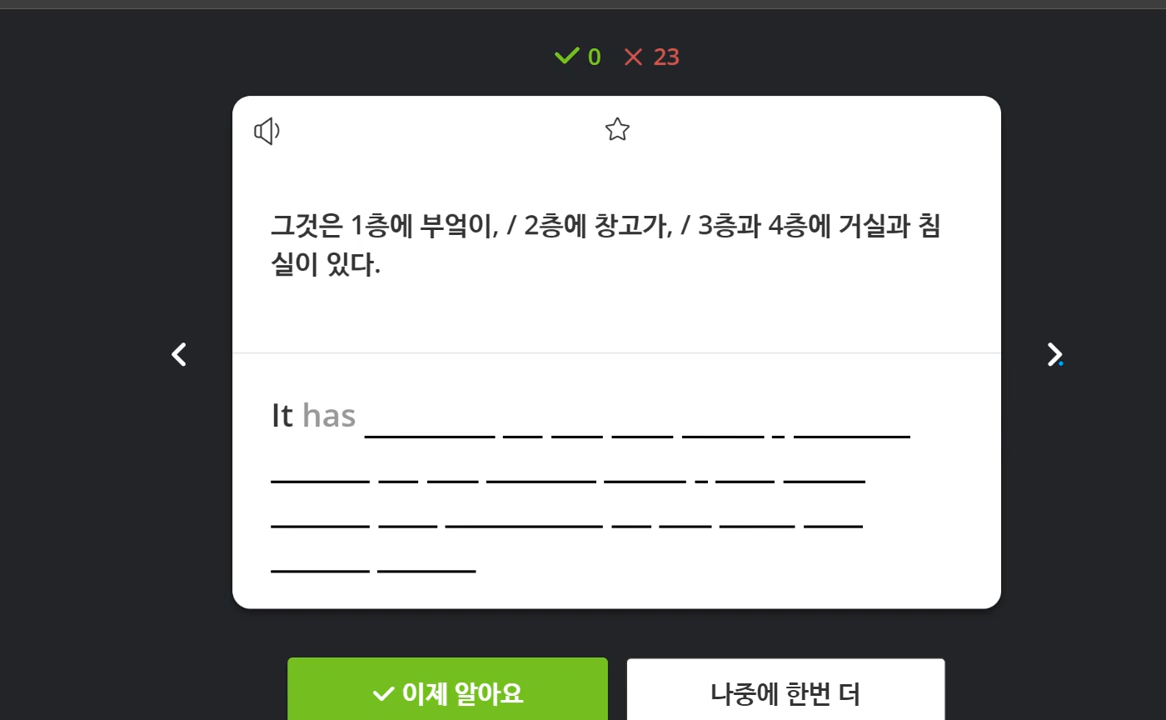 0 23
그것은 1층에 부엌이, / 2층에 창고가, / 3층과 4층에 거실과 침
실이 있다.
It has
이제 알아요
나중에 한번 더